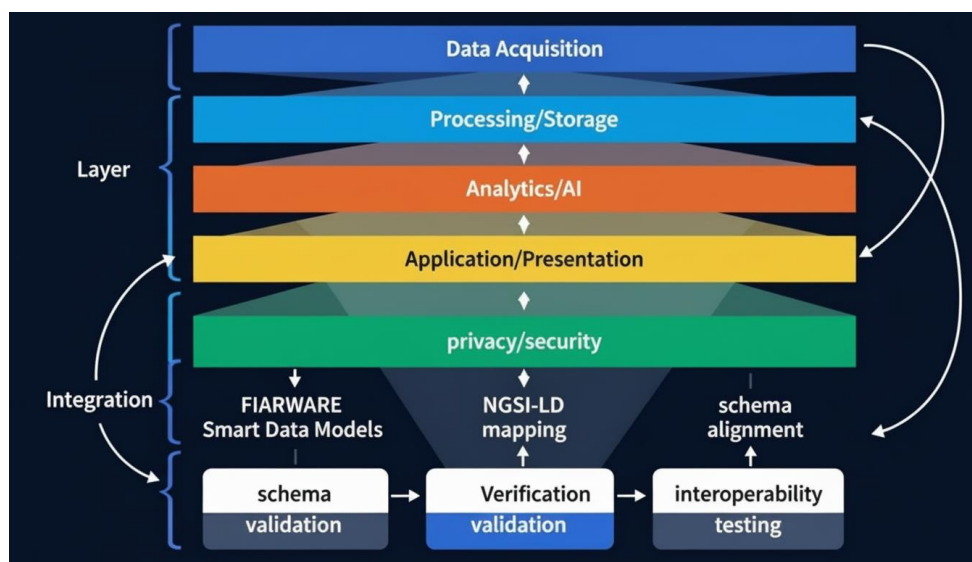 Data Acquisition
Processing/Storage
Layer
Analytics/AI
Application/Presentation
privacy/security
Integration
FIARWARE
Smart Data Models
NGSI-LD
mapping
schema
alignment
schema
validation
Verification
validation
interoperability
testing